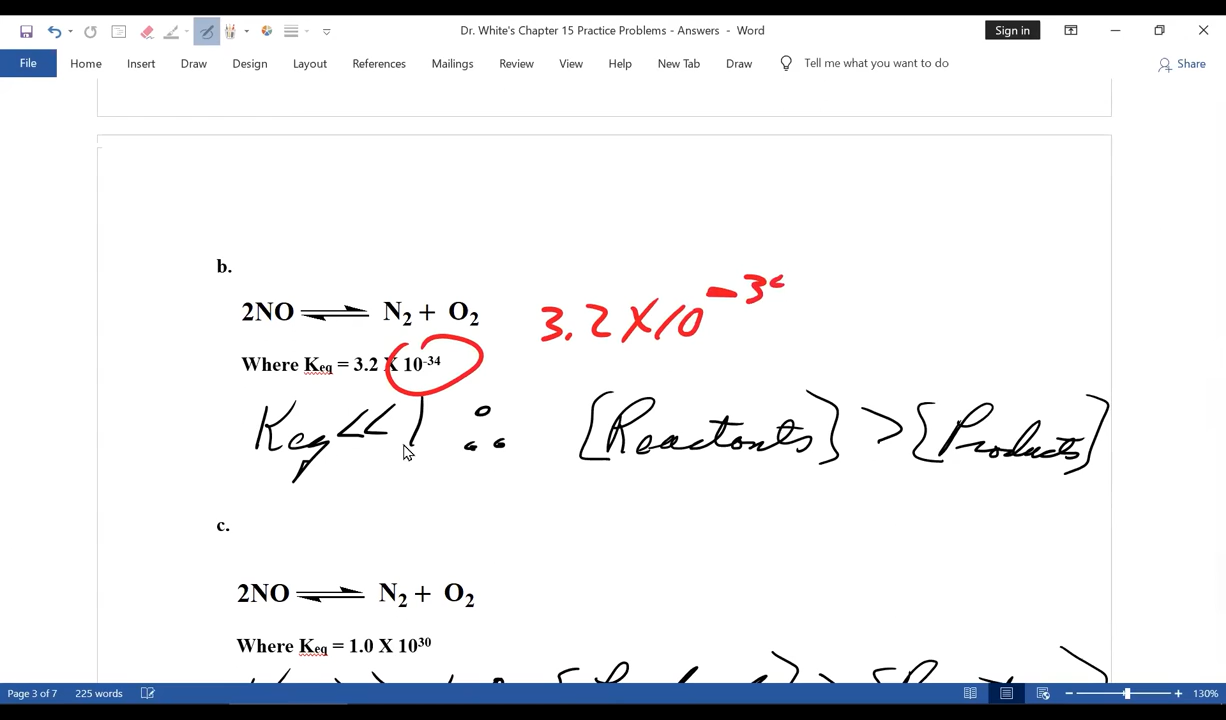 Dr. White's Chapter 15 Practice Problems - Answers - Word
Sign in
File Home Insert Draw Design Layout References Mailings Review View Help New Tab Draw Tell me what you want to do Share
b.
2NO ⇌ N₂ + O₂ 3.2 X 10⁻³
Where Keq = 3.2 X 10⁻³⁴
Keq << 1 ∴ [Reactants] > [Products]
c.
2NO ⇌ N₂ + O₂
Where Keq = 1.0 X 10³⁰
Page 3 of 7 225 words 130%